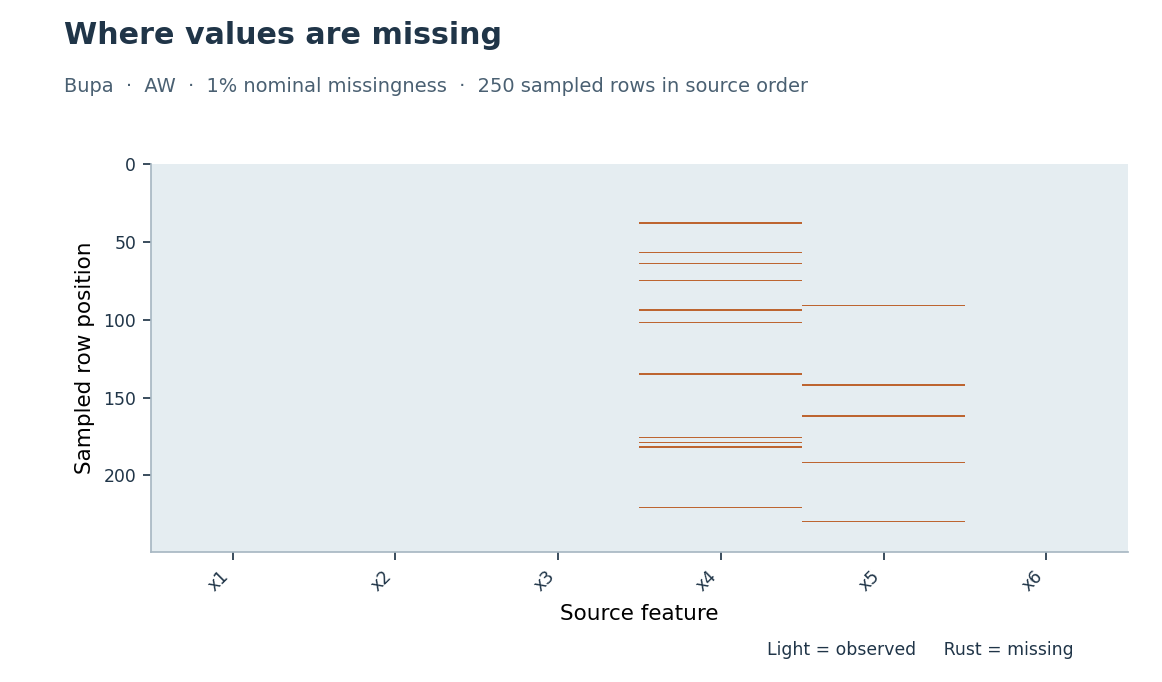 Where values are missing
Bupa · AW · 1% nominal missingness · 250 sampled rows in source order
0
50
100
150
200
Sampled row position
x1 x2 x3 x4 x5 x6
Source feature
Light = observed Rust = missing